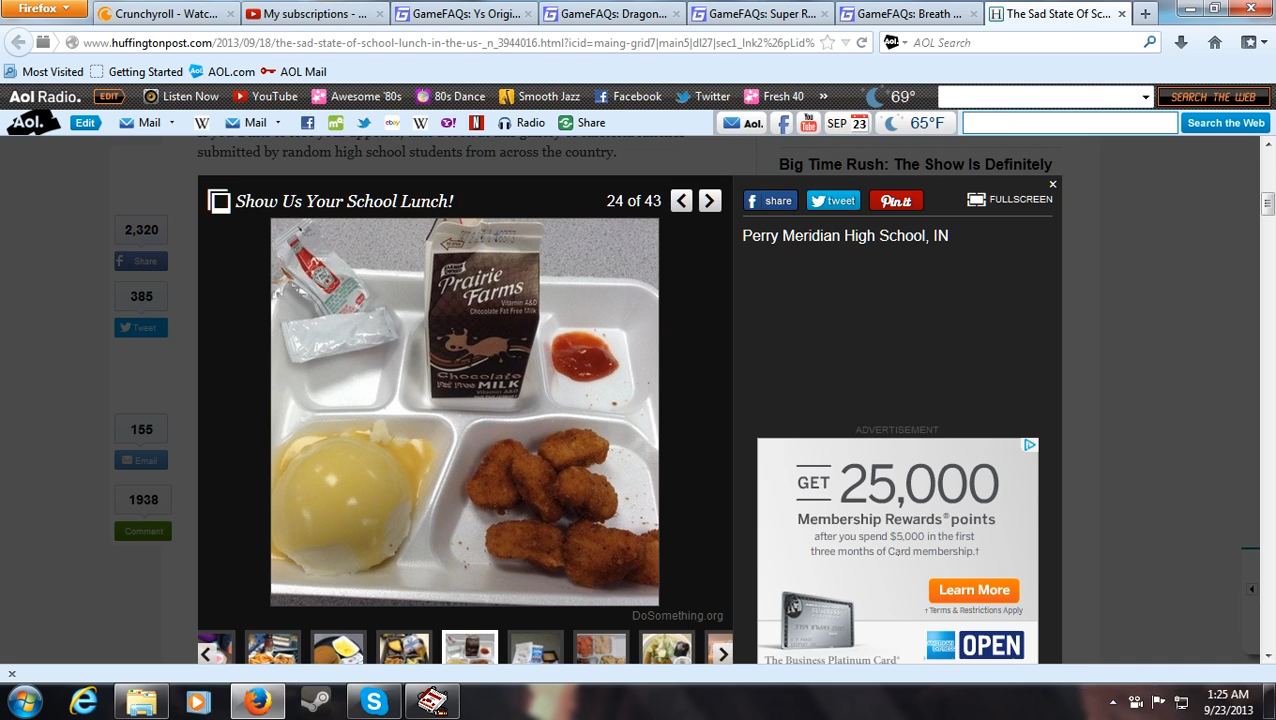 Firefox
Crunchyroll - Watc...
My subscriptions - ...
GameFAQs: Ys Origi...
GameFAQs: Dragon...
GameFAQs: Super R...
GameFAQs: Breath ...
The Sad State Of Sc...
www.huffingtonpost.com/2013/09/18/the-sad-state-of-school-lunch-in-the-us-_n_3944016.html?icid=maing-grid7|main5|dl27|sec1_lnk2%26pLid%
AOL Search
Most Visited
Getting Started
AOL.com
AOL Mail
Aol Radio.
EDIT
Listen Now
YouTube
Awesome '80s
80s Dance
Smooth Jazz
Facebook
Twitter
Fresh 40
69°
SEARCH THE WEB
Aol.
Edit
Mail
W
Mail
W
Y!
N
Radio
Share
Mail
SEP 23
65°F
Search the Web
submitted by random high school students from across the country.
Big Time Rush: The Show Is Definitely
Show Us Your School Lunch!
24 of 43
share
tweet
Pin it
FULLSCREEN
Perry Meridian High School, IN
2,320
Share
385
Tweet
155
Email
1938
Comment
Prairie
Farms
Vitamin A&D
Chocolate Fat Free Milk
Chocolate
Fat Free MILK
Vitamin A&D
DoSomething.org
ADVERTISEMENT
GET 25,000
Membership Rewards® points
after you spend $5,000 in the first
three months of Card membership.†
Learn More
† Terms & Restrictions Apply
OPEN
The Business Platinum Card®
1:25 AM
9/23/2013